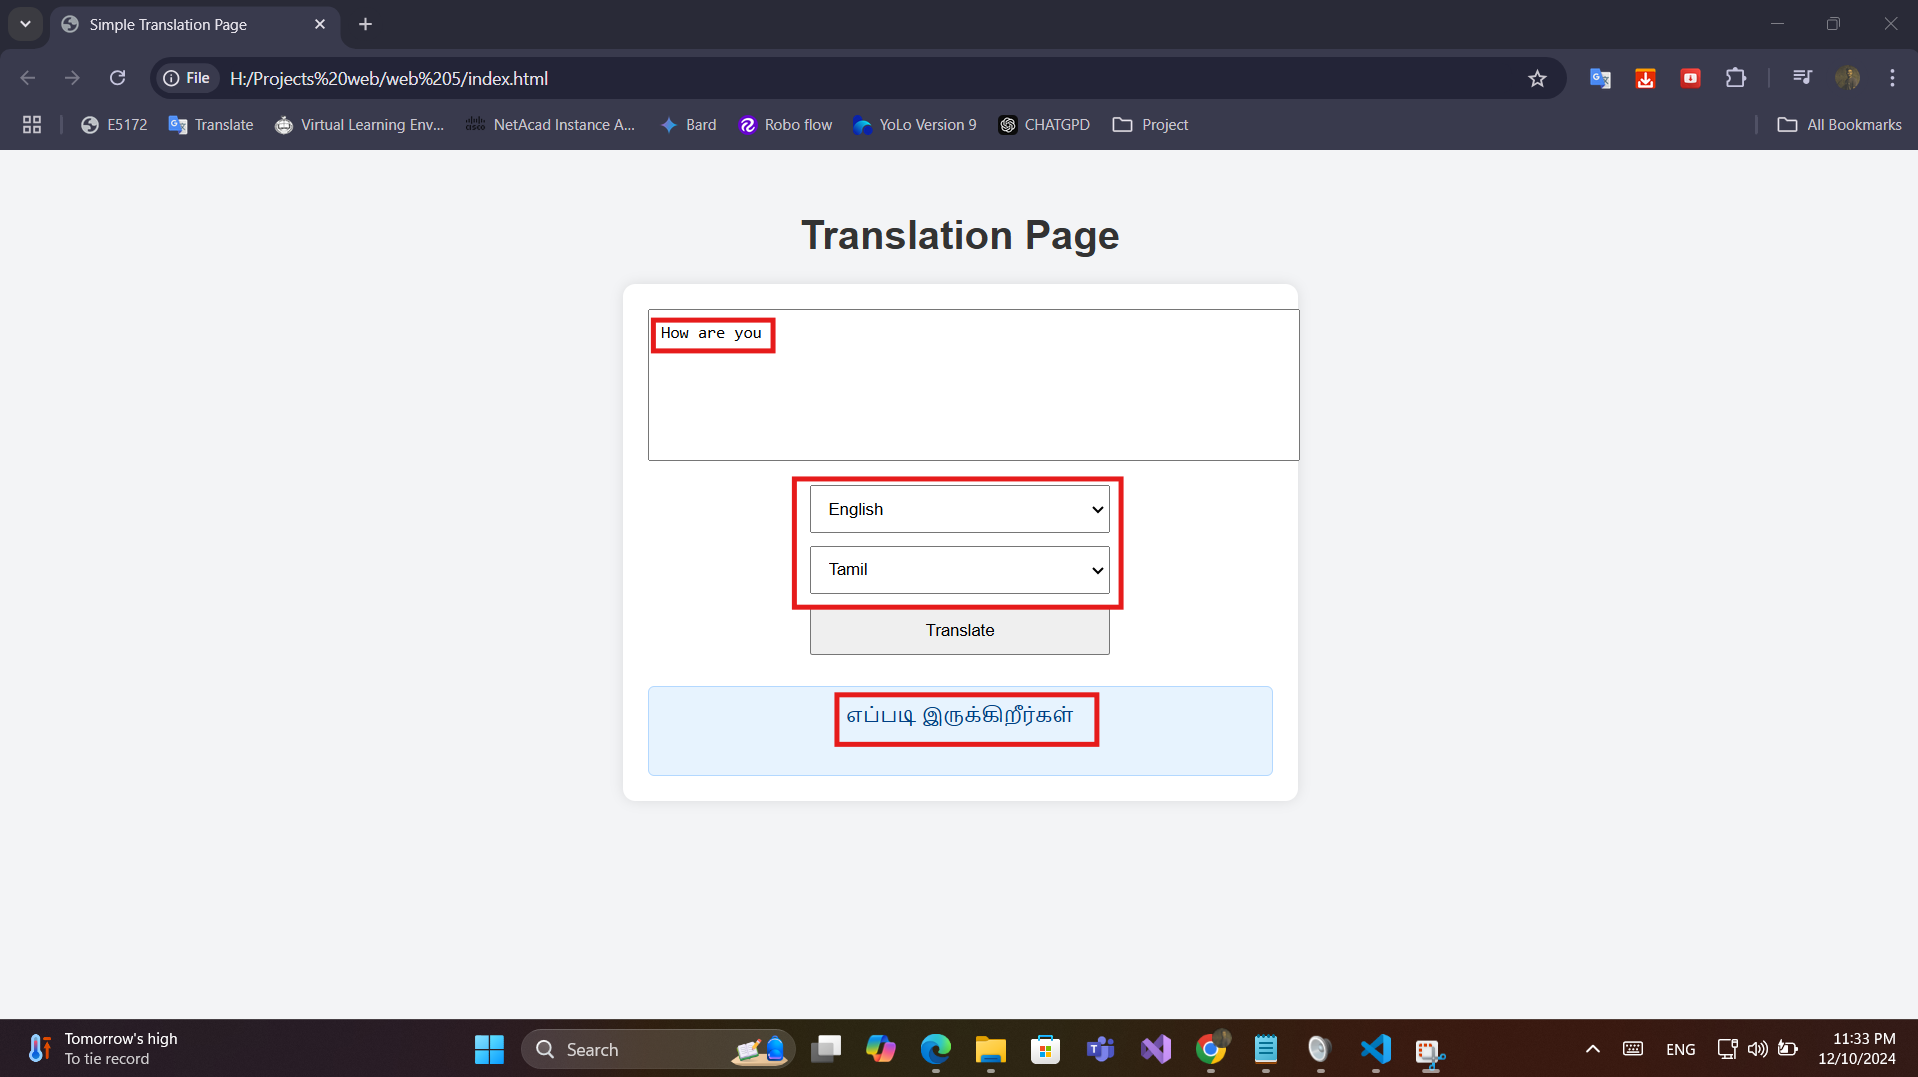 Simple Translation Page
File H:/Projects%20web/web%205/index.html
E5172 Translate Virtual Learning Env... NetAcad Instance A... Bard Robo flow YoLo Version 9 CHATGPD Project All Bookmarks
Translation Page
How are you
English
Tamil
Translate
எப்படி இருக்கிறீர்கள்
Tomorrow's high
To tie record
Search
ENG
11:33 PM
12/10/2024